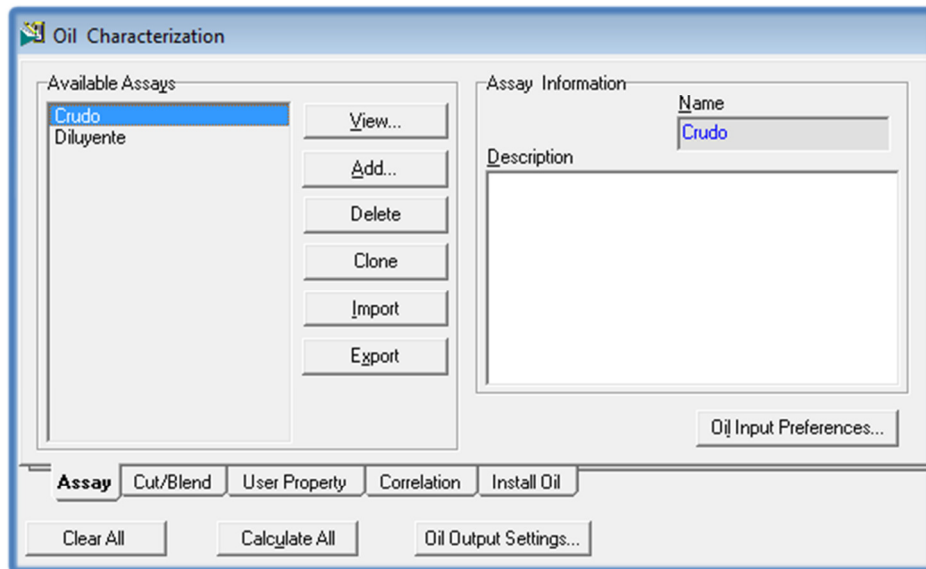 Oil Characterization
Available Assays
Crudo
Diluyente
View...
Add...
Delete
Clone
Import
Export
Assay Information
Name
Crudo
Description
Oil Input Preferences...
Assay
Cut/Blend
User Property
Correlation
Install Oil
Clear All
Calculate All
Oil Output Settings...